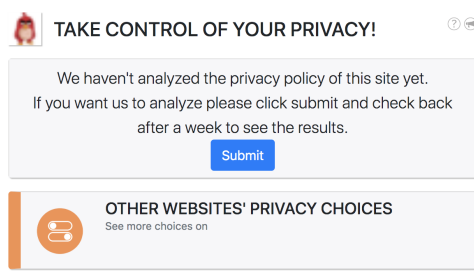 TAKE CONTROL OF YOUR PRIVACY!
?
We haven't analyzed the privacy policy of this site yet.
If you want us to analyze please click submit and check back
after a week to see the results.
Submit
OTHER WEBSITES' PRIVACY CHOICES
See more choices on